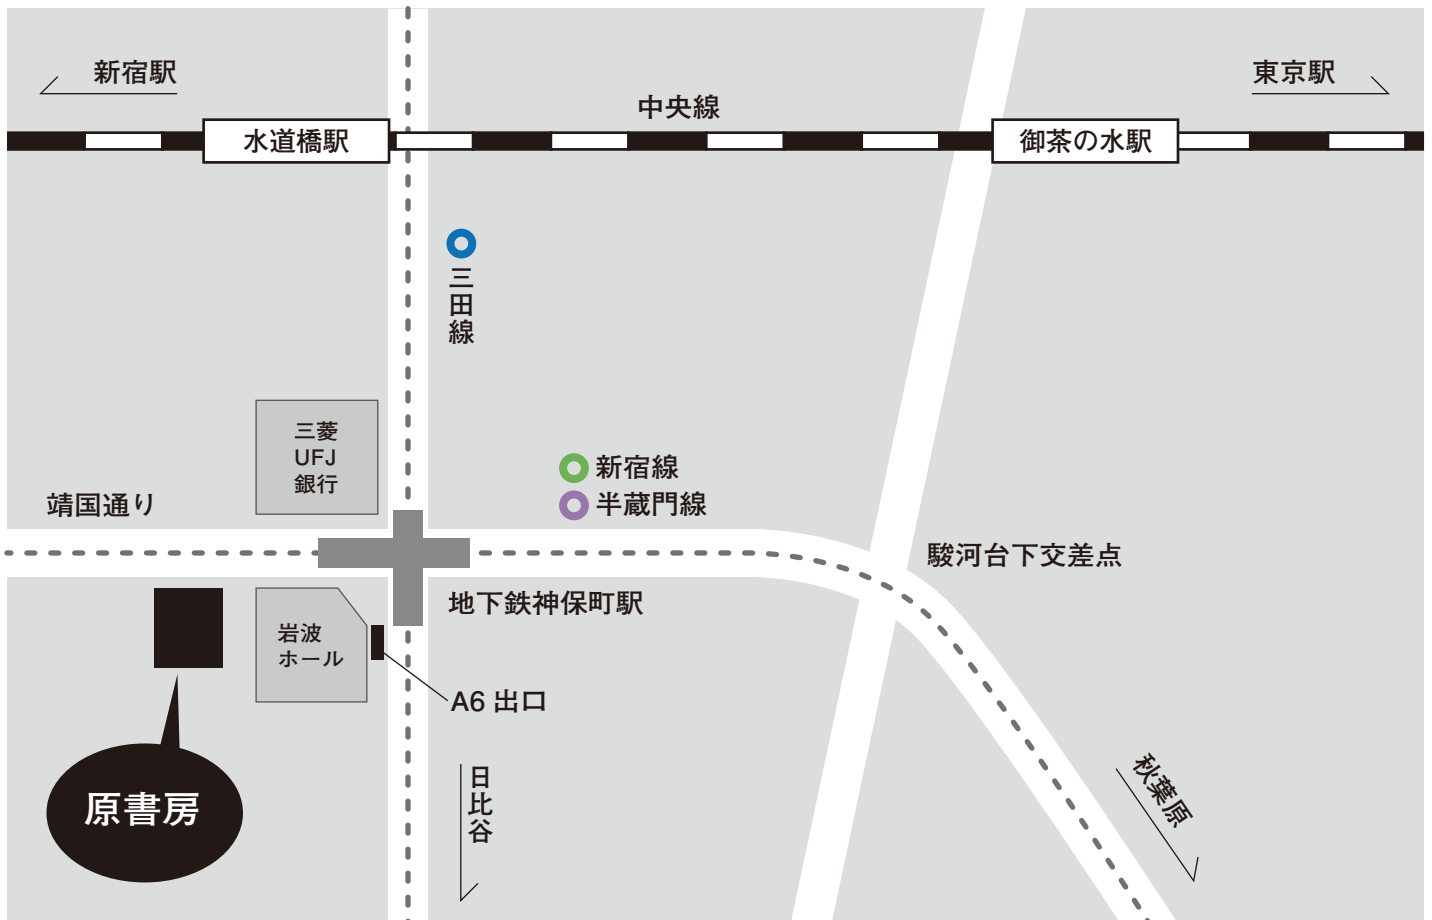 新宿駅
東京駅
中央線
水道橋駅
御茶の水駅
三田線
三菱
UFJ
銀行
新宿線
半蔵門線
靖国通り
駿河台下交差点
地下鉄神保町駅
岩波
ホール
A6 出口
日比谷
秋葉原
原書房